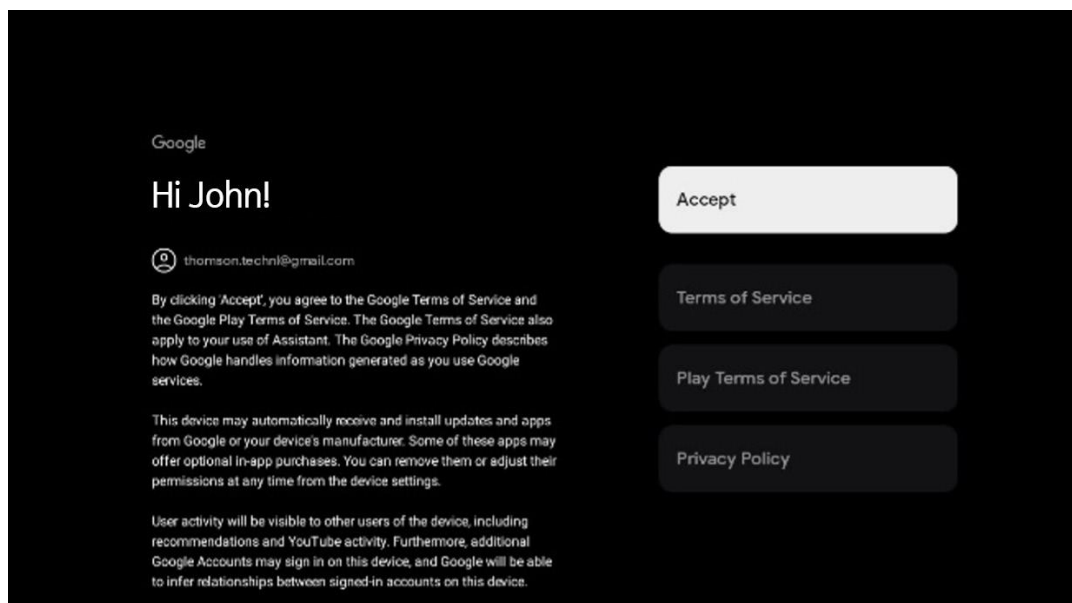 Google
Hi John!
thomson.technl@gmail.com
By clicking 'Accept', you agree to the Google Terms of Service and
the Google Play Terms of Service. The Google Terms of Service also
apply to your use of Assistant. The Google Privacy Policy describes
how Google handles information generated as you use Google
services.
This device may automatically receive and install updates and apps
from Google or your device's manufacturer. Some of these apps may
offer optional in-app purchases. You can remove them or adjust their
permissions at any time from the device settings.
User activity will be visible to other users of the device, including
recommendations and YouTube activity. Furthermore, additional
Google Accounts may sign in on this device, and Google will be able
to infer relationships between signed-in accounts on this device.
Accept
Terms of Service
Play Terms of Service
Privacy Policy